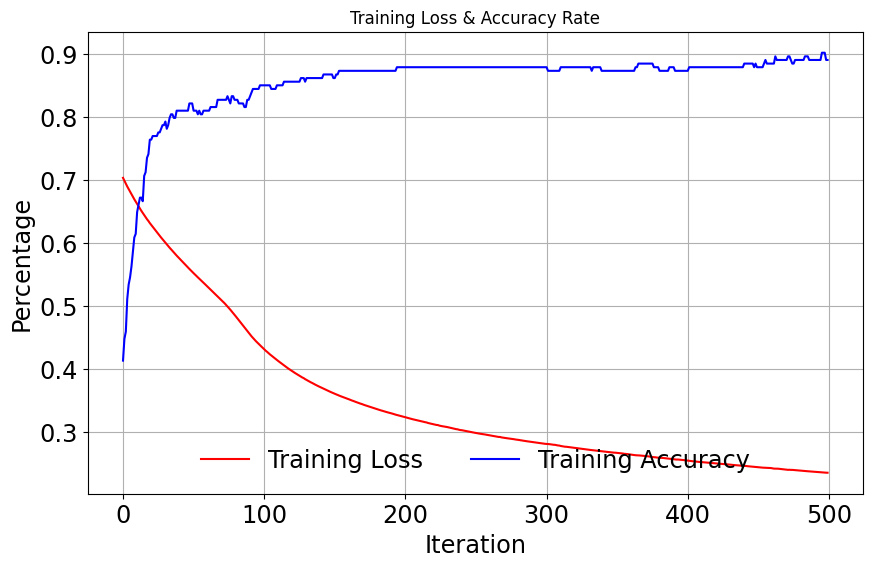 Training Loss & Accuracy Rate
0.9
0.8
0.7
0.6
0.5
0.4
0.3
Percentage
Training Loss
Training Accuracy
0 100 200 300 400 500
Iteration